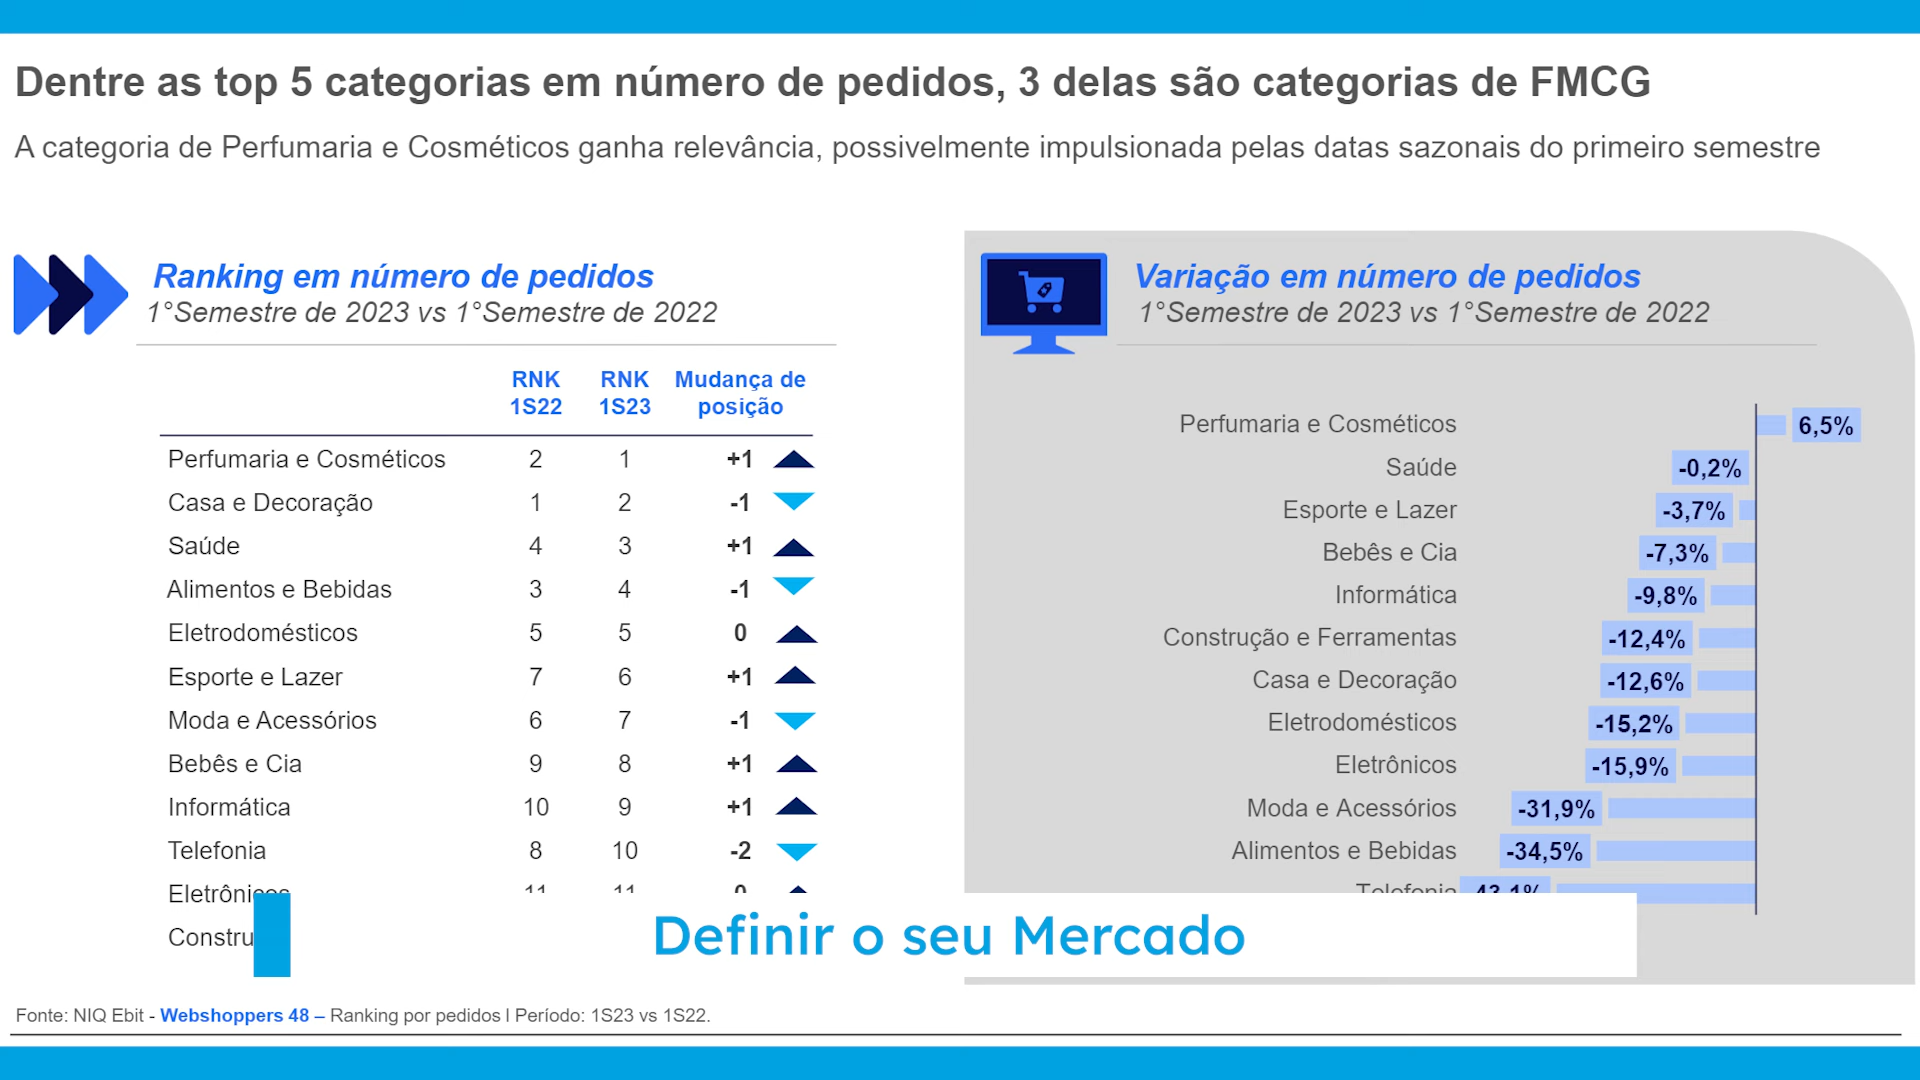 Dentre as top 5 categorias em número de pedidos, 3 delas são categorias de FMCG
A categoria de Perfumaria e Cosméticos ganha relevância, possivelmente impulsionada pelas datas sazonais do primeiro semestre
Ranking em número de pedidos
1°Semestre de 2023 vs 1°Semestre de 2022
RNK 1S22 RNK 1S23 Mudança de posição
Perfumaria e Cosméticos 2 1 +1
Casa e Decoração 1 2 -1
Saúde 4 3 +1
Alimentos e Bebidas 3 4 -1
Eletrodomésticos 5 5 0
Esporte e Lazer 7 6 +1
Moda e Acessórios 6 7 -1
Bebês e Cia 9 8 +1
Informática 10 9 +1
Telefonia 8 10 -2
Eletrônicos 11 11 0
Constru
Variação em número de pedidos
1°Semestre de 2023 vs 1°Semestre de 2022
Perfumaria e Cosméticos 6,5%
Saúde -0,2%
Esporte e Lazer -3,7%
Bebês e Cia -7,3%
Informática -9,8%
Construção e Ferramentas -12,4%
Casa e Decoração -12,6%
Eletrodomésticos -15,2%
Eletrônicos -15,9%
Moda e Acessórios -31,9%
Alimentos e Bebidas -34,5%
Telefonia -43,1%
Definir o seu Mercado
Fonte: NIQ Ebit - Webshoppers 48 – Ranking por pedidos l Período: 1S23 vs 1S22.